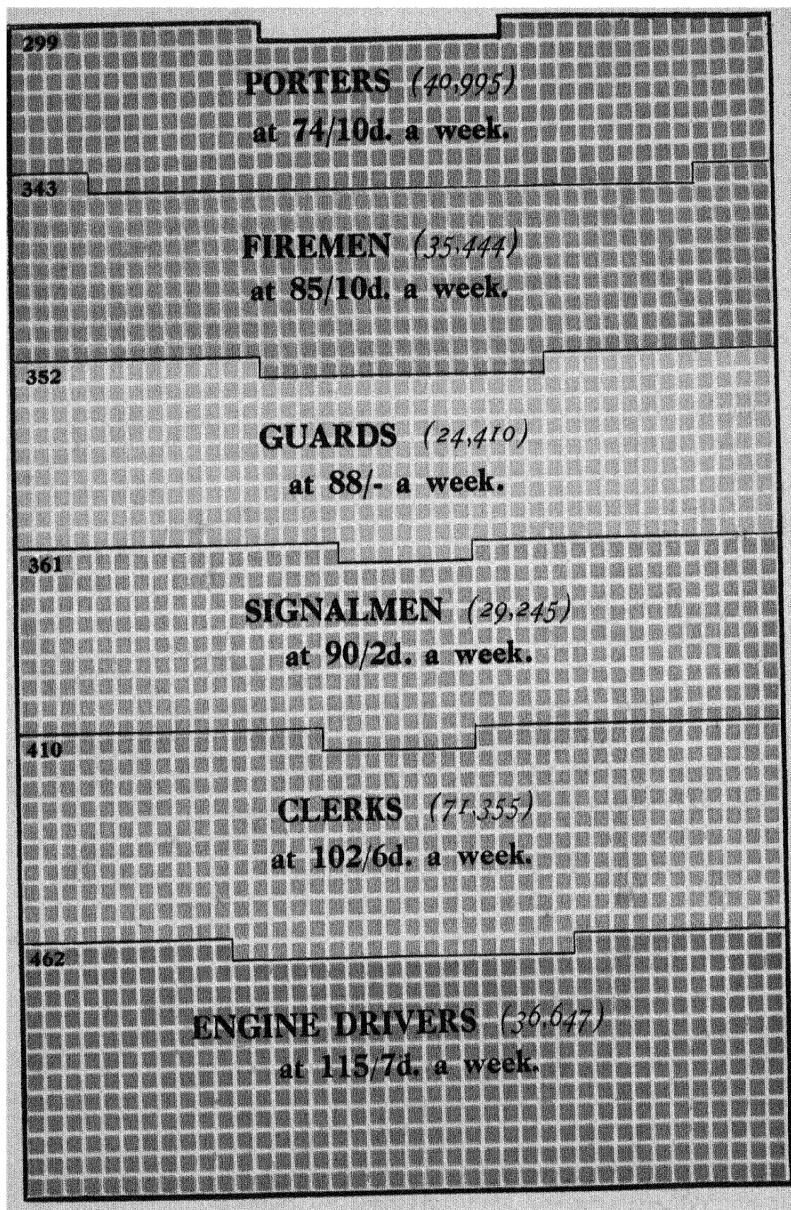 299
PORTERS (40,995)
at 74/10d. a week.
343
FIREMEN (35,444)
at 85/10d. a week.
352
GUARDS (24,410)
at 88/- a week.
361
SIGNALMEN (29,245)
at 90/2d. a week.
410
CLERKS (71,355)
at 102/6d. a week.
462
ENGINE DRIVERS (36,647)
at 115/7d. a week.